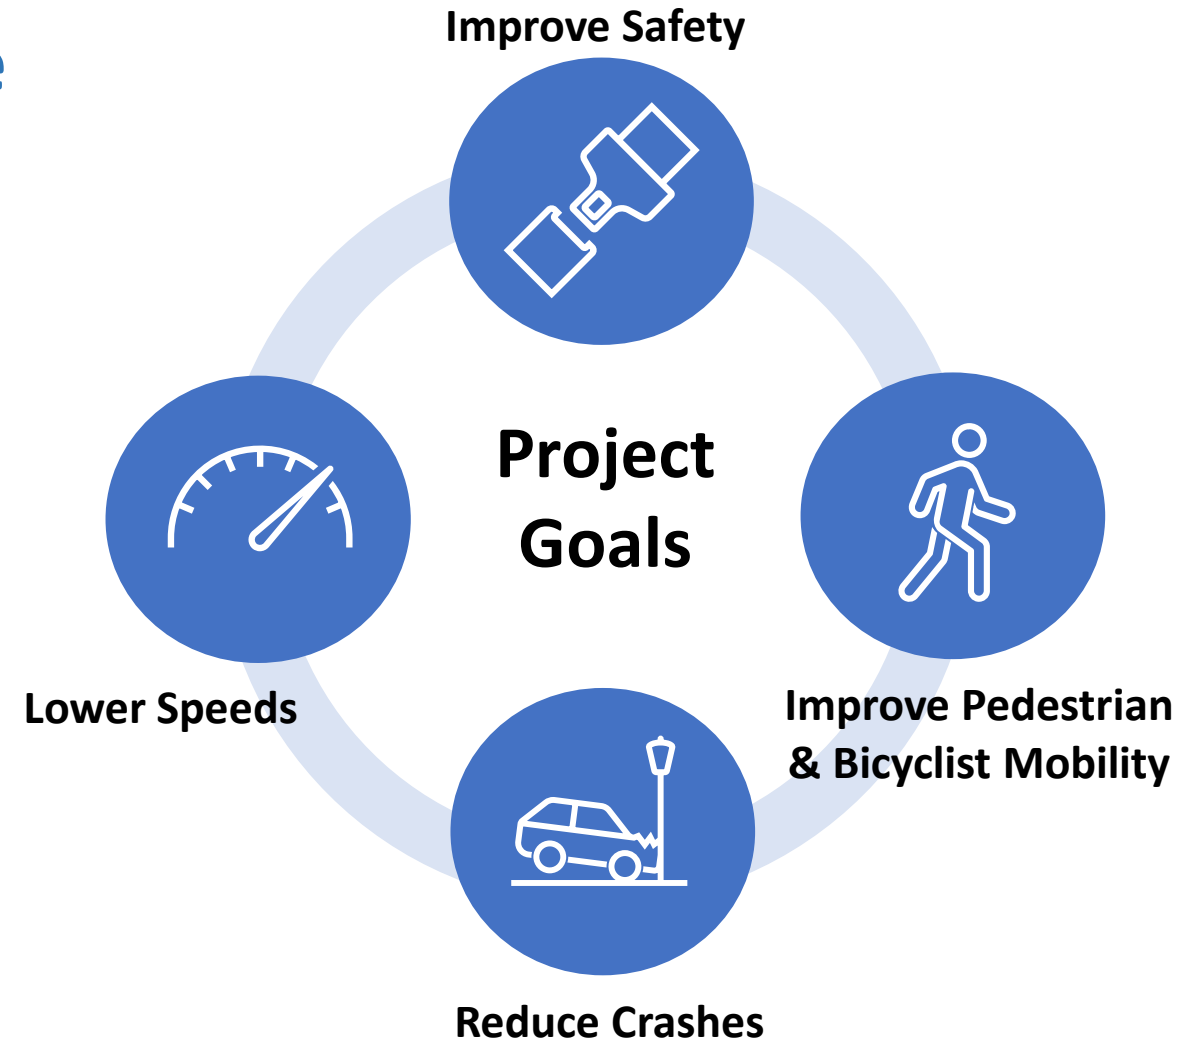 Improve Safety
e
Project
Goals
Lower Speeds
Improve Pedestrian
& Bicyclist Mobility
Reduce Crashes